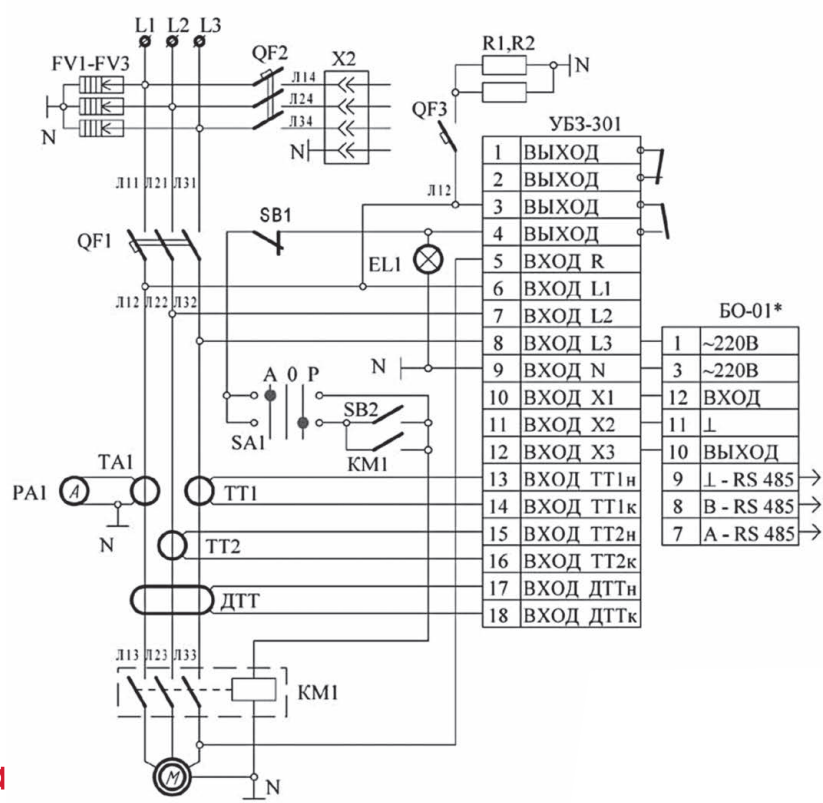 L1 L2 L3
FV1-FV3
QF2
Л14
Л24
Л34
X2
N
N
R1,R2
N
QF3
Л12
Л11 Л21 Л31
QF1
Л12 Л22 Л32
SB1
EL1
N
А 0 Р
SA1
SB2
KM1
УБЗ-301
1 ВЫХОД
2 ВЫХОД
3 ВЫХОД
4 ВЫХОД
5 ВХОД R
6 ВХОД L1
7 ВХОД L2
8 ВХОД L3
9 ВХОД N
10 ВХОД X1
11 ВХОД X2
12 ВХОД X3
13 ВХОД ТТ1н
14 ВХОД ТТ1к
15 ВХОД ТТ2н
16 ВХОД ТТ2к
17 ВХОД ДТТн
18 ВХОД ДТТк
БО-01*
1 ~220В
3 ~220В
12 ВХОД
11 ⊥
10 ВЫХОД
9 ⊥ - RS 485
8 B - RS 485
7 A - RS 485
TA1
PA1
A
N
ТТ1
ТТ2
ДТТ
Л13 Л23 Л33
KM1
M
N